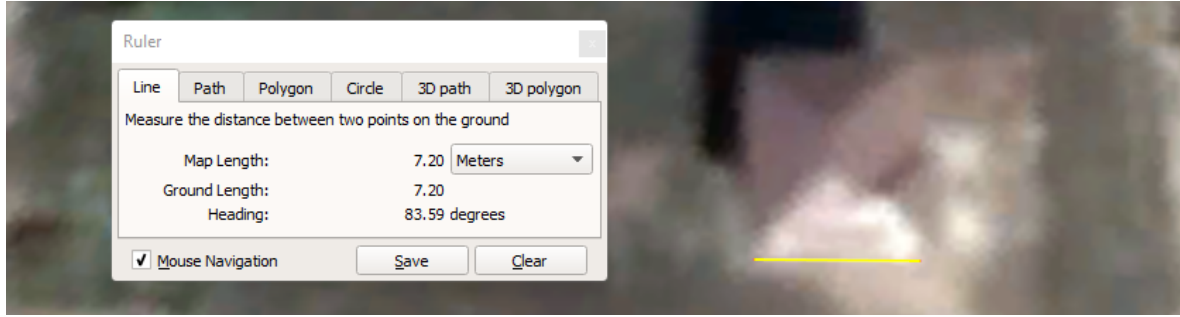 Ruler
x
Line Path Polygon Circle 3D path 3D polygon
Measure the distance between two points on the ground
Map Length: 7.20 Meters
Ground Length: 7.20
Heading: 83.59 degrees
Mouse Navigation Save Clear